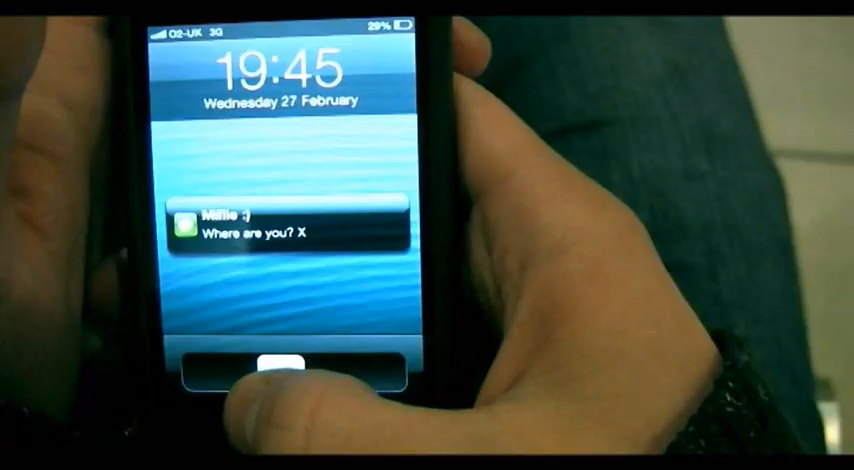 O2-UK 3G 29%
19:45
Wednesday 27 February
Millie :)
Where are you? X